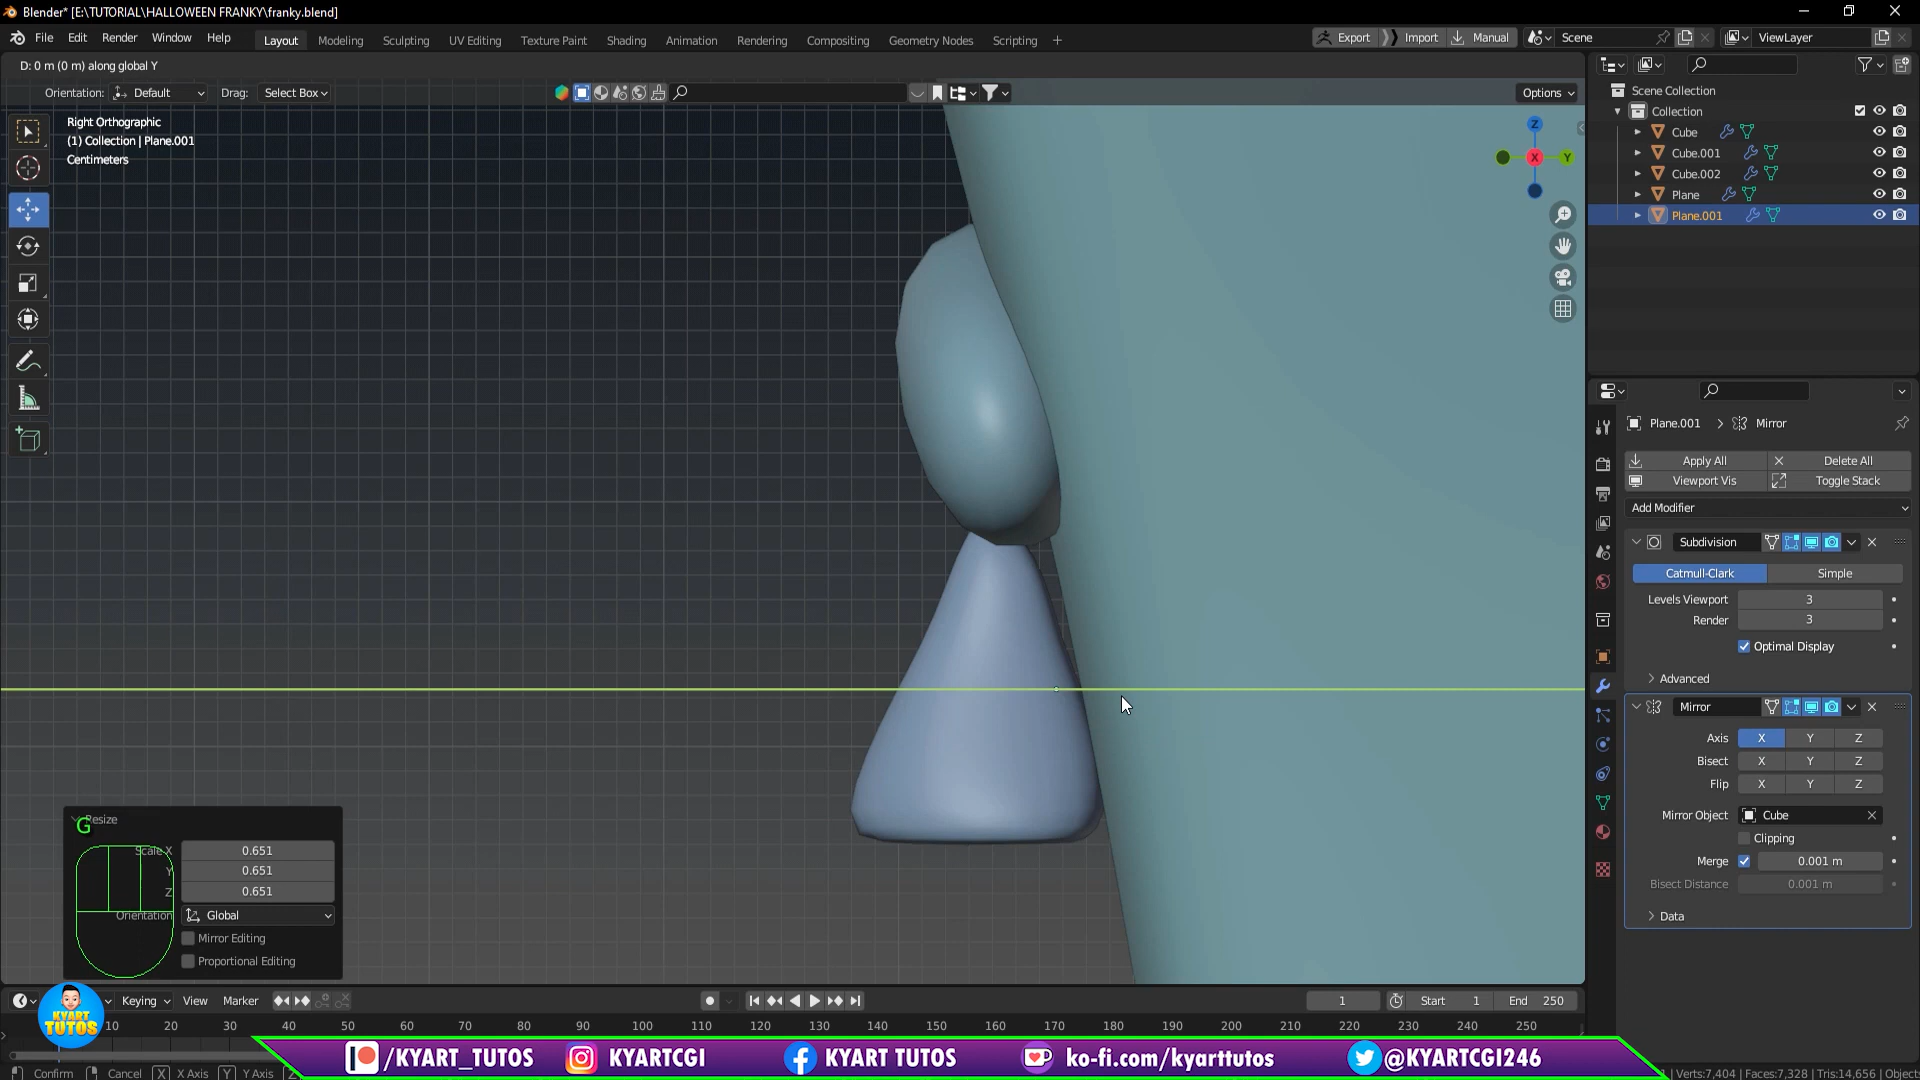 Blender* [E:\TUTORIAL\HALLOWEEN FRANKY\franky.blend]
File Edit Render Window Help
Layout Modeling Sculpting UV Editing Texture Paint Shading Animation Rendering Compositing Geometry Nodes Scripting +
Export Import Manual Scene ViewLayer
D: 0 m (0 m) along global Y
Orientation: Default Drag: Select Box
Options
Right Orthographic
(1) Collection | Plane.001
Centimeters
Z
X
Y
Scene Collection
Collection
Cube
Cube.001
Cube.002
Plane
Plane.001
Plane.001 > Mirror
Apply All Delete All
Viewport Vis Toggle Stack
Add Modifier
Subdivision
Catmull-Clark Simple
Levels Viewport 3
Render 3
Optimal Display
Advanced
Mirror
Axis X Y Z
Bisect X Y Z
Flip X Y Z
Mirror Object Cube
Clipping
Merge 0.001 m
Bisect Distance 0.001 m
Data
Resize
G
Scale X 0.651
Y 0.651
Z 0.651
Orientation Global
Mirror Editing
Proportional Editing
Keying View Marker
1 Start 1 End 250
10 20 30 40 50 60 70 80 90 100 110 120 130 140 150 160 170 180 190 200 210 220 230 240 250
KYART TUTOS
/KYART_TUTOS KYARTCGI KYART TUTOS ko-fi.com/kyarttutos @KYARTCGI246
Confirm Cancel X X Axis Y Y Axis
Verts:7,404 | Faces:7,328 | Tris:14,656 | Objects